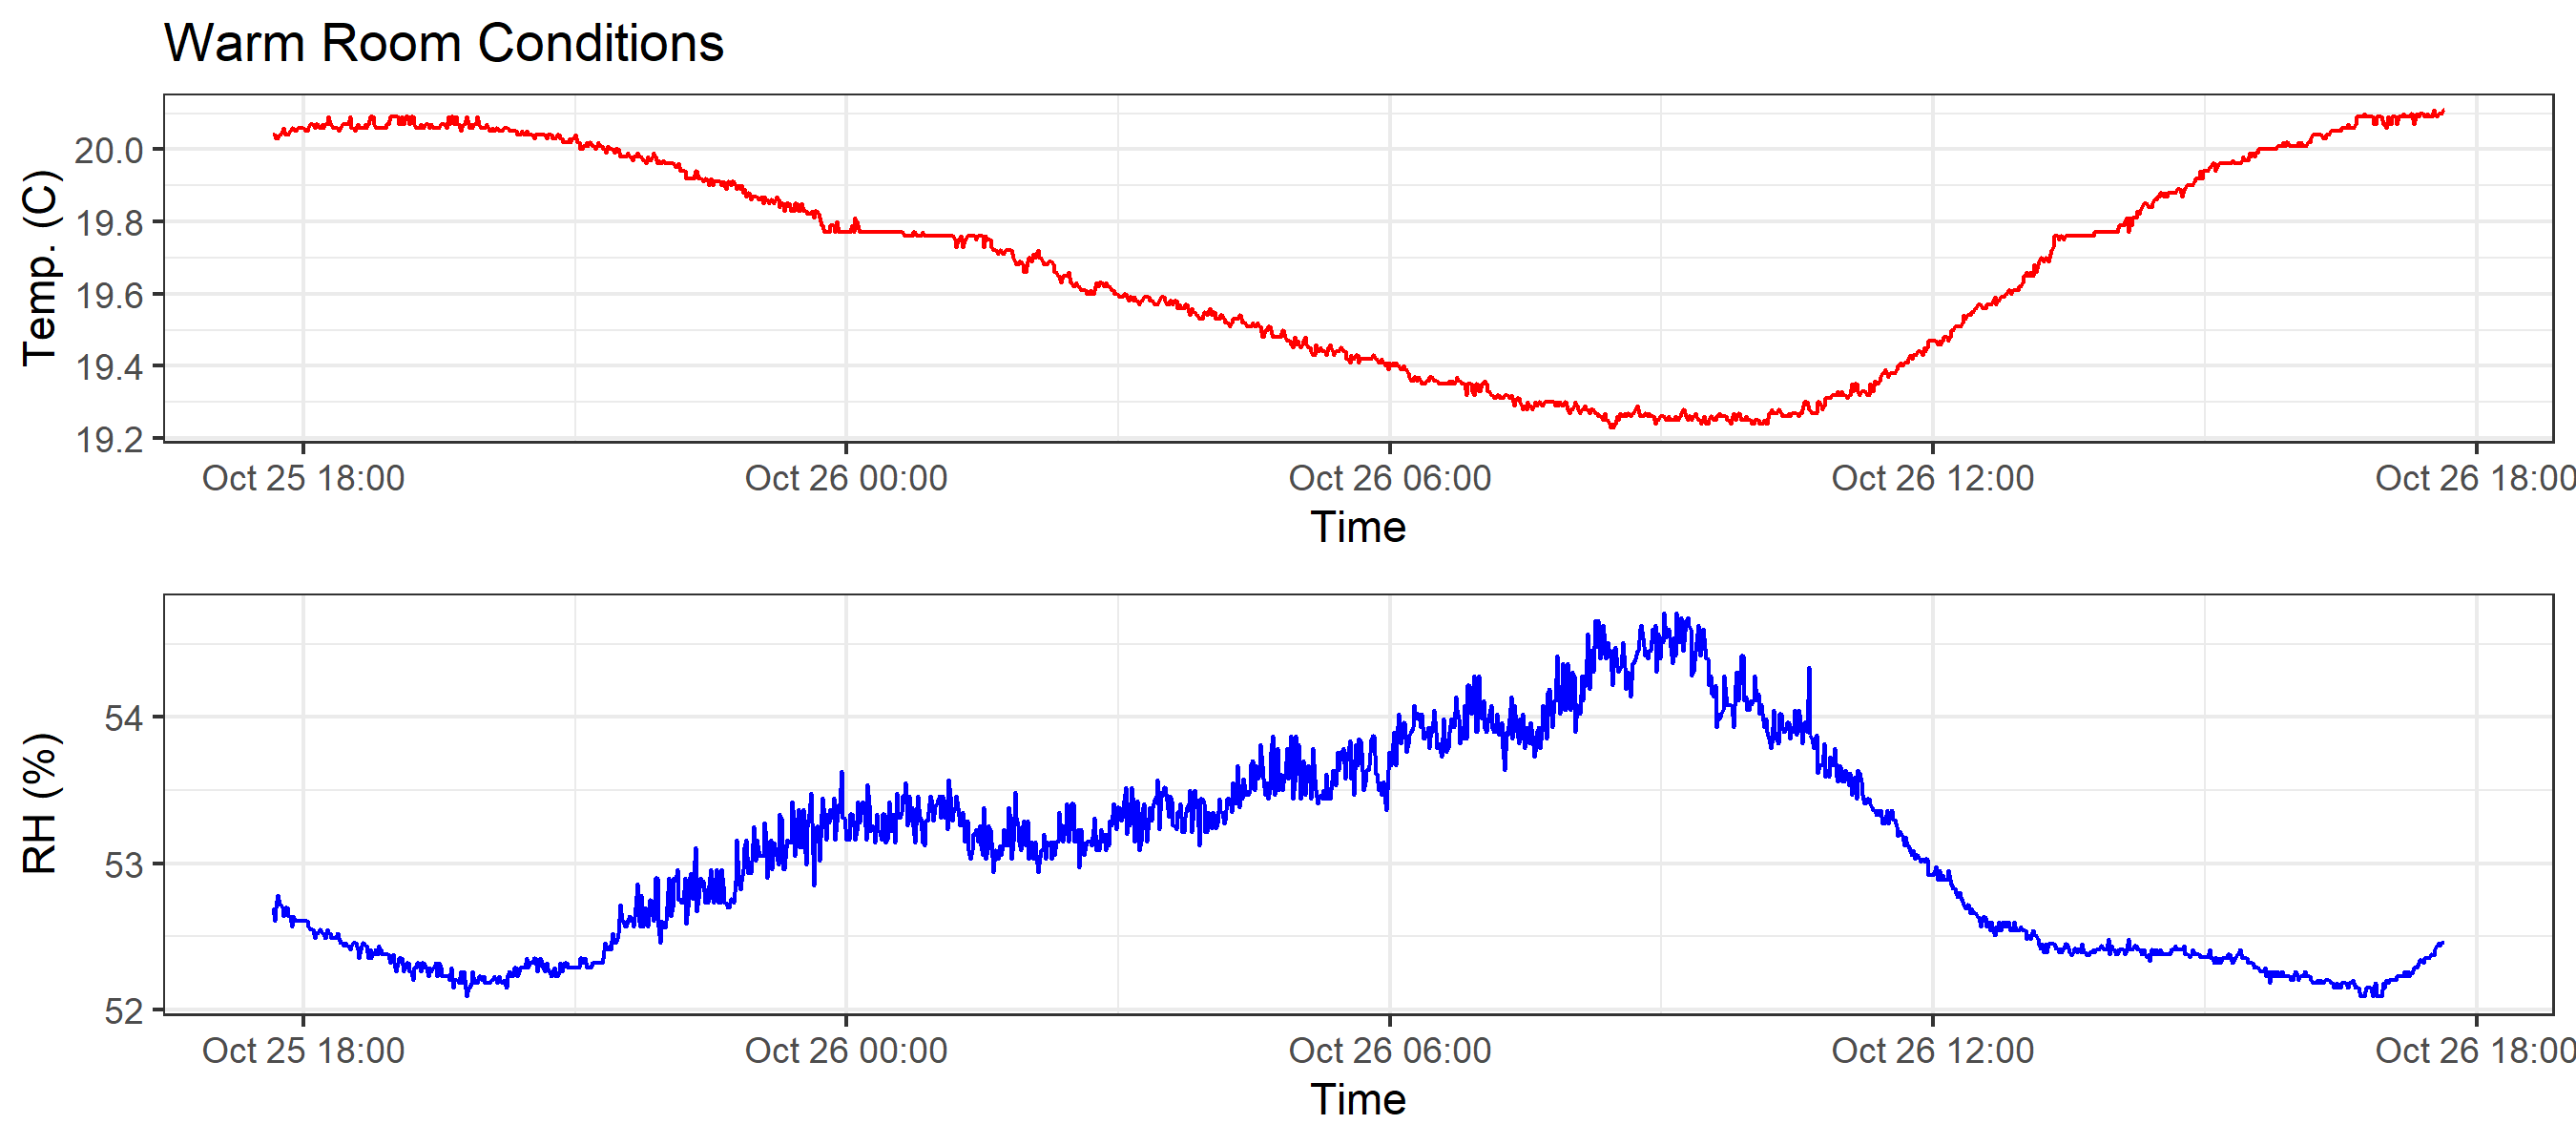 Warm Room Conditions
Temp. (C)
20.0
19.8
19.6
19.4
19.2
Oct 25 18:00 Oct 26 00:00 Oct 26 06:00 Oct 26 12:00 Oct 26 18:00
Time
RH (%)
54
53
52
Oct 25 18:00 Oct 26 00:00 Oct 26 06:00 Oct 26 12:00 Oct 26 18:00
Time